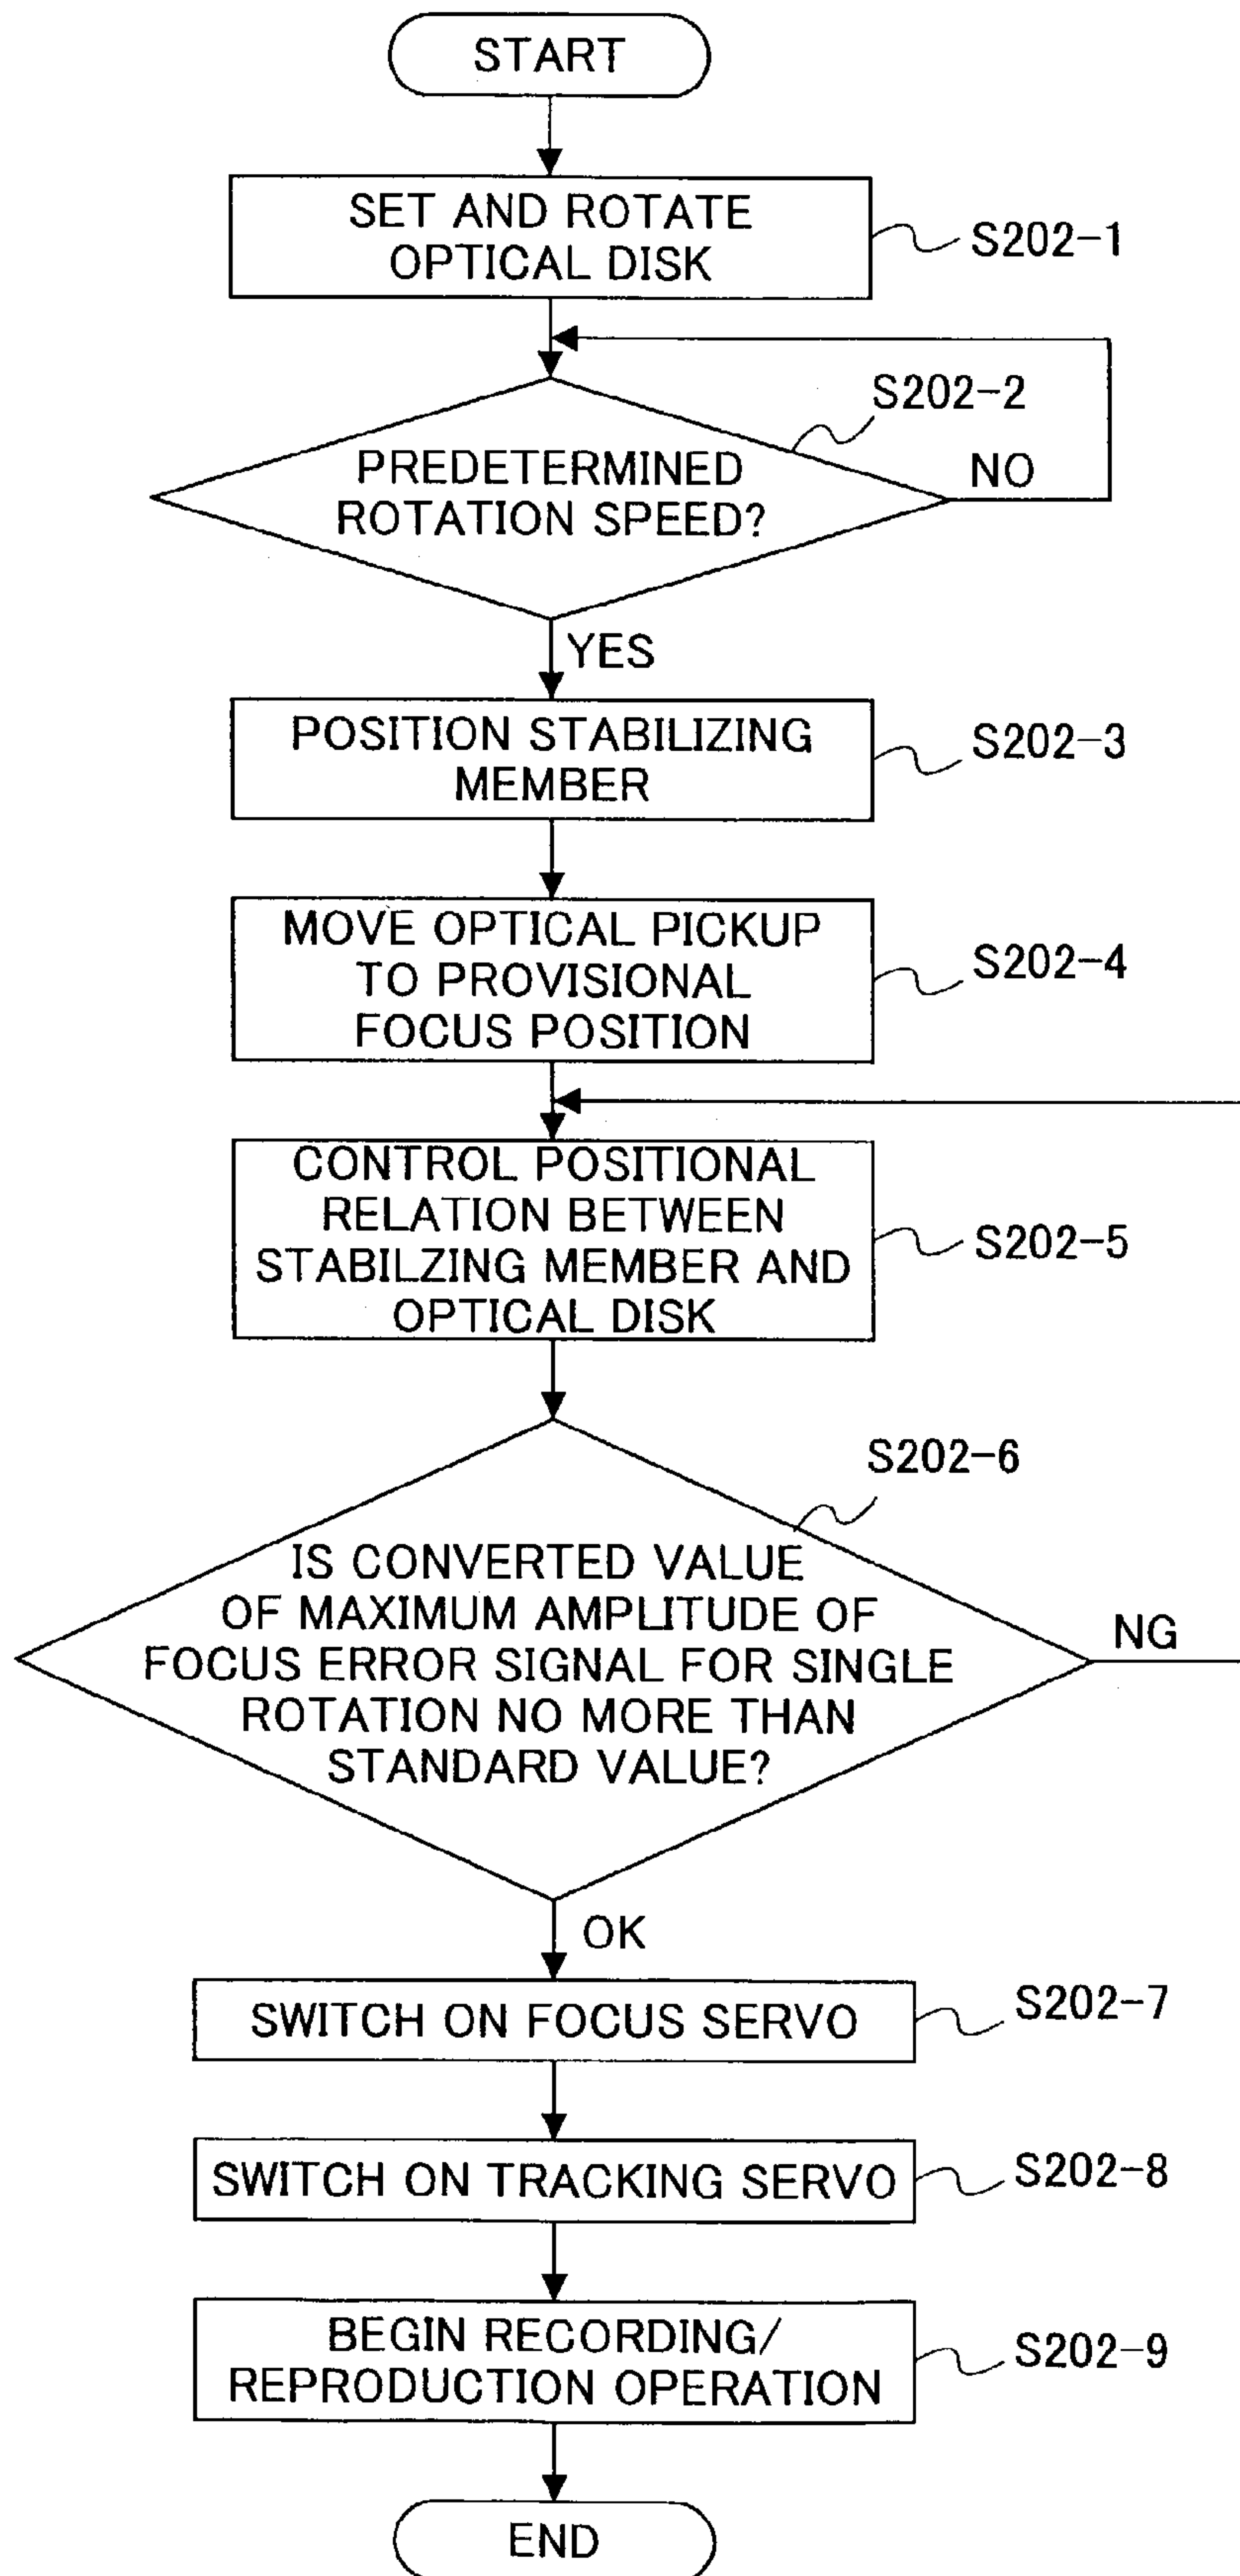 START
SET AND ROTATE
OPTICAL DISK
S202-1
S202-2
PREDETERMINED
ROTATION SPEED?
NO
YES
POSITION STABILIZING
MEMBER
S202-3
MOVE OPTICAL PICKUP
TO PROVISIONAL
FOCUS POSITION
S202-4
CONTROL POSITIONAL
RELATION BETWEEN
STABILZING MEMBER AND
OPTICAL DISK
S202-5
S202-6
IS CONVERTED VALUE
OF MAXIMUM AMPLITUDE OF
FOCUS ERROR SIGNAL FOR SINGLE
ROTATION NO MORE THAN
STANDARD VALUE?
NG
OK
SWITCH ON FOCUS SERVO
S202-7
SWITCH ON TRACKING SERVO
S202-8
BEGIN RECORDING/
REPRODUCTION OPERATION
S202-9
END